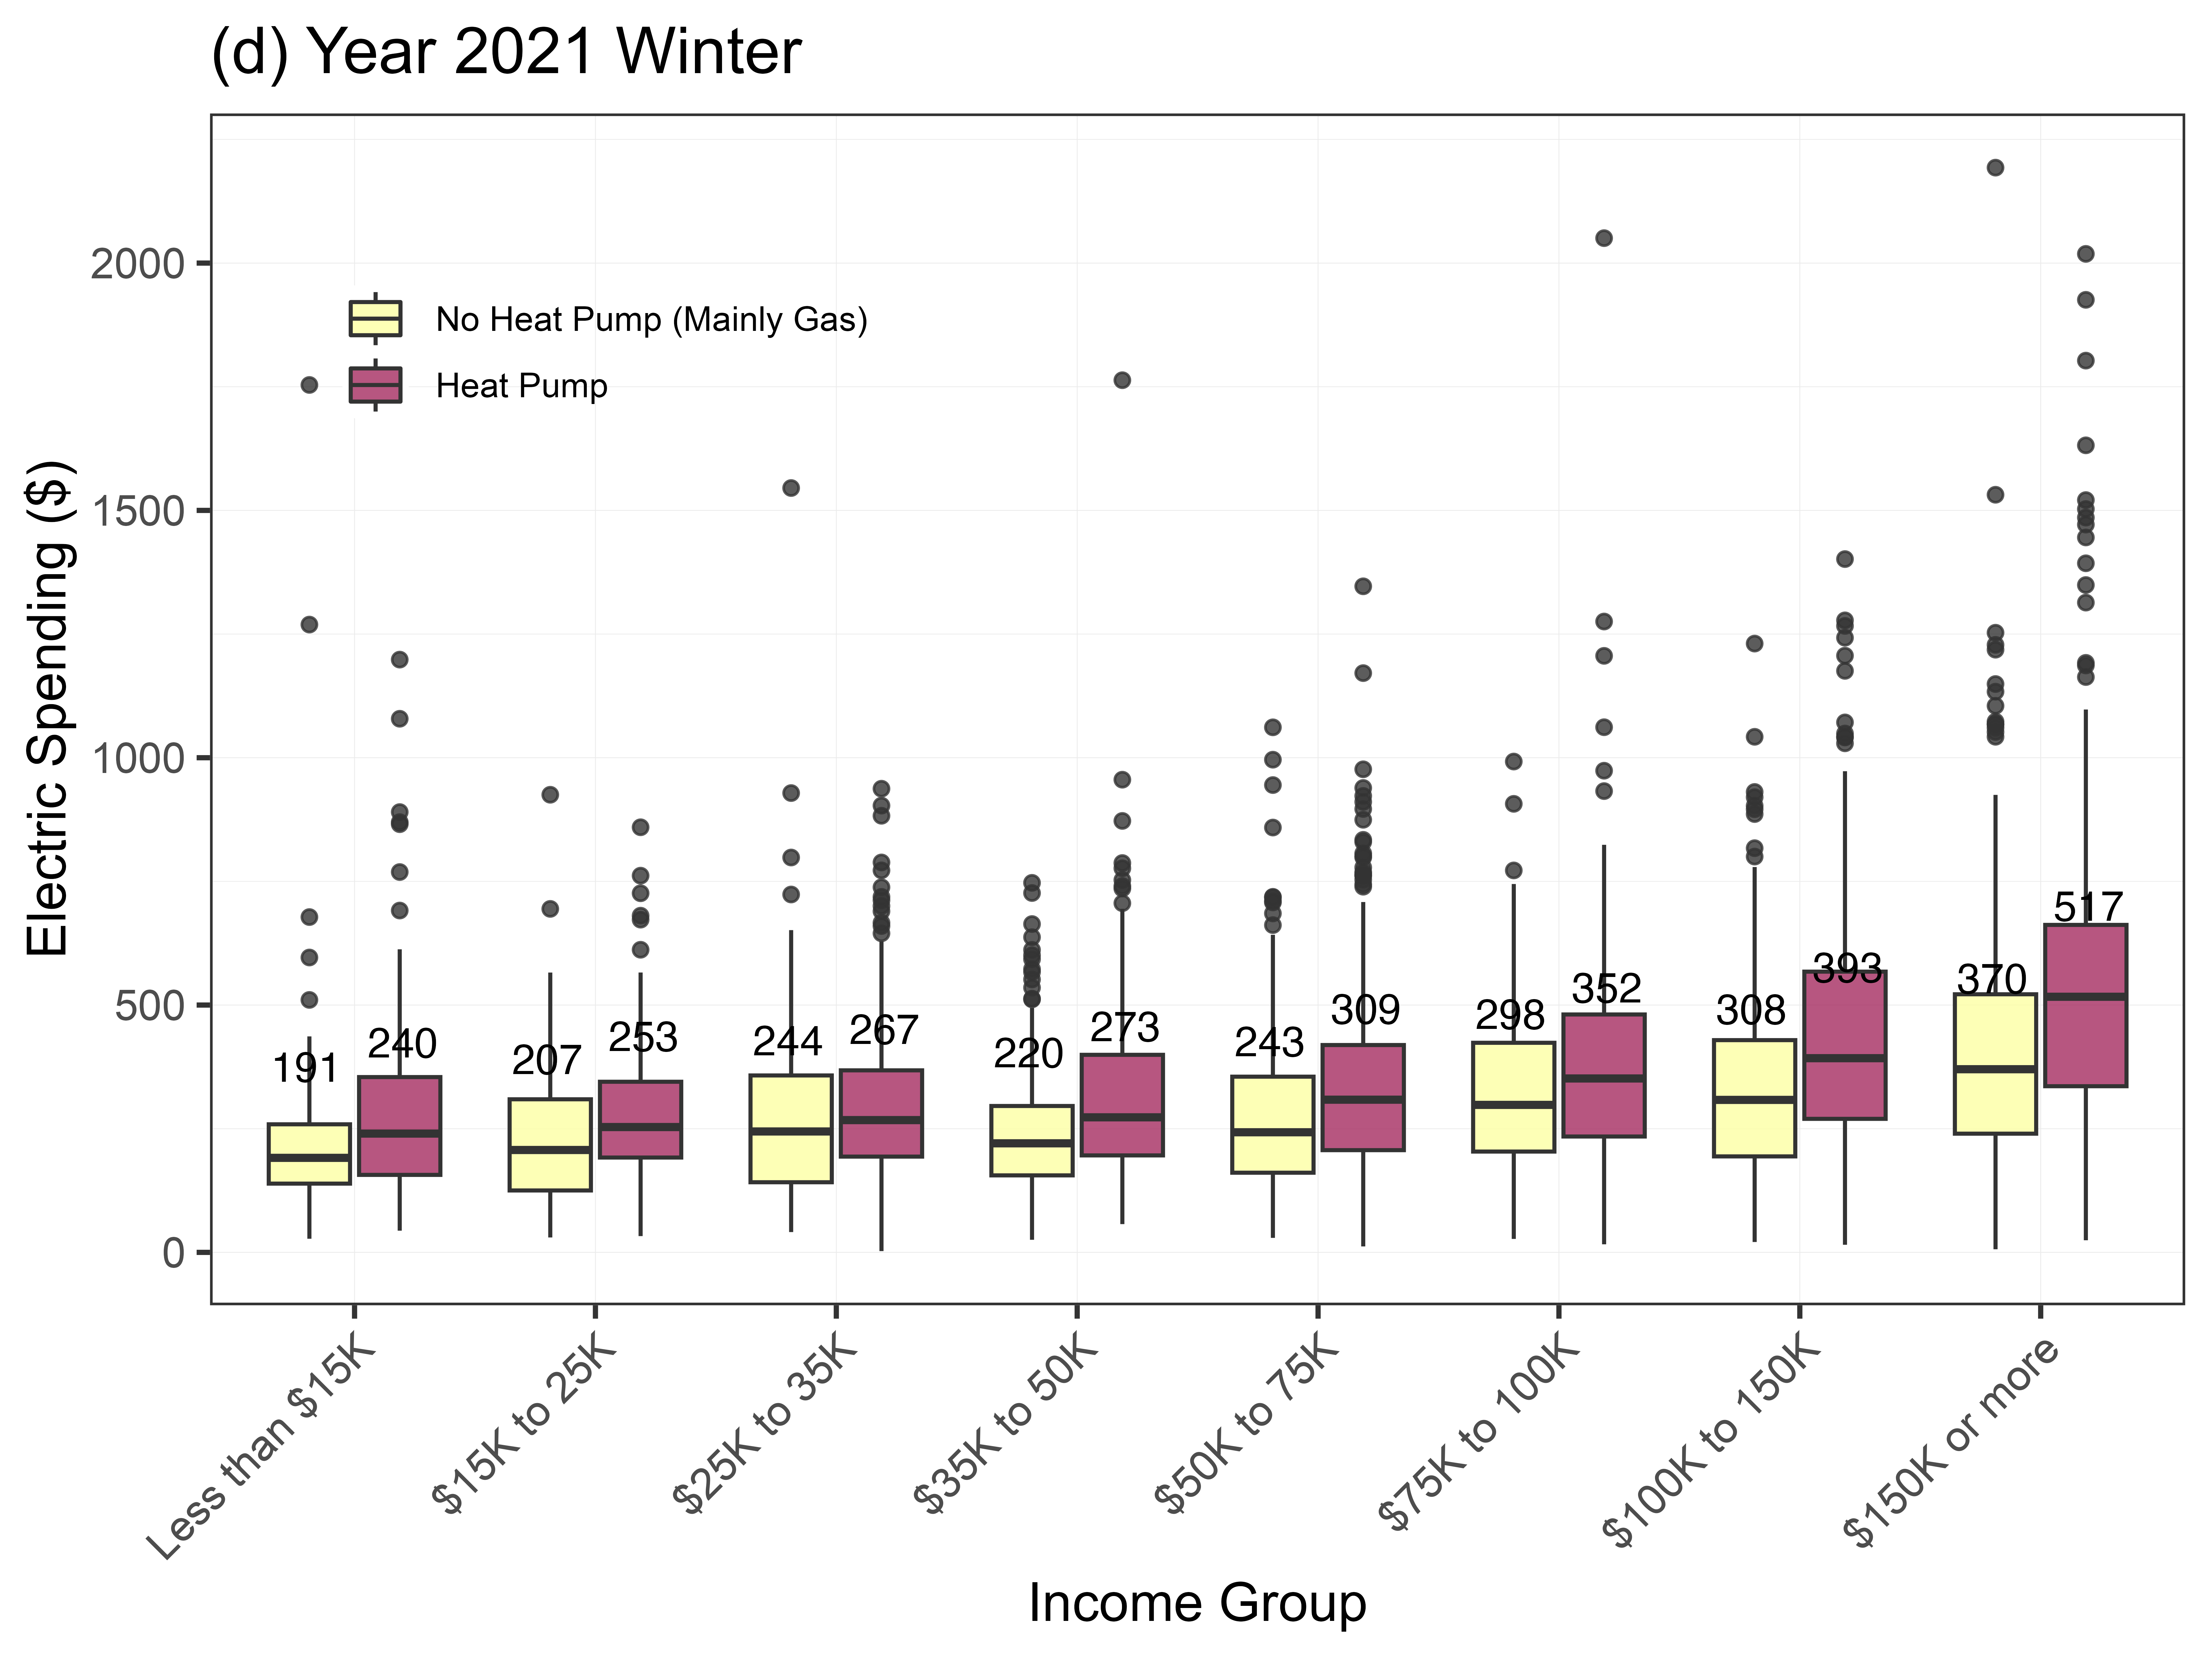 (d) Year 2021 Winter
Electric Spending ($)
2000
1500
1000
500
0
No Heat Pump (Mainly Gas)
Heat Pump
191
240
207
253
244
267
220
273
243
309
298
352
308
393
370
517
Less than $15K
$15K to 25K
$25K to 35K
$35K to 50K
$50K to 75K
$75K to 100K
$100K to 150K
$150K or more
Income Group